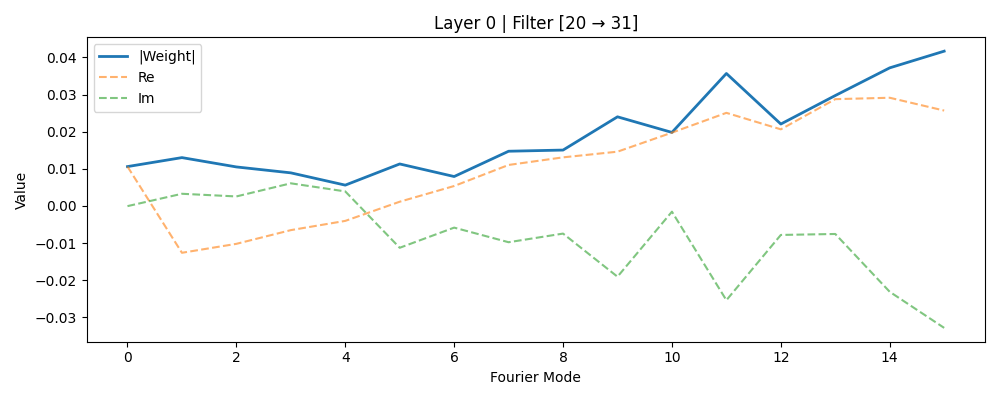 Layer 0 | Filter [20 → 31]
|Weight|
Re
Im
0.04
0.03
0.02
0.01
0.00
−0.01
−0.02
−0.03
Value
0 2 4 6 8 10 12 14
Fourier Mode